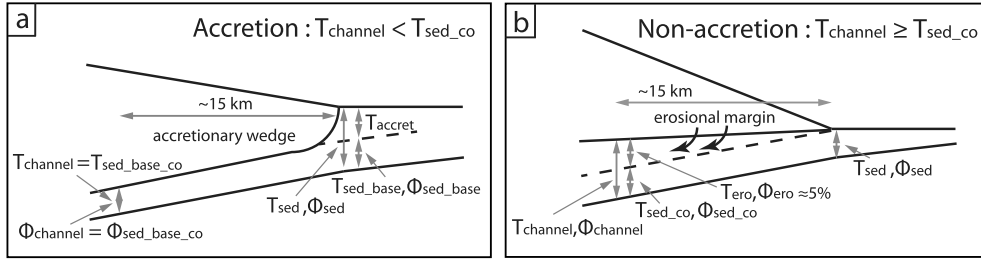 a
Accretion : Tchannel < Tsed_co
~15 km
accretionary wedge
Taccret
Tchannel=Tsed_base_co
Tsed_base,Φsed_base
Tsed,Φsed
Φchannel = Φsed_base_co
b
Non-accretion : Tchannel ≥ Tsed_co
~15 km
erosional margin
Tsed,Φsed
Tero,Φero ≈5%
Tsed_co,Φsed_co
Tchannel,Φchannel